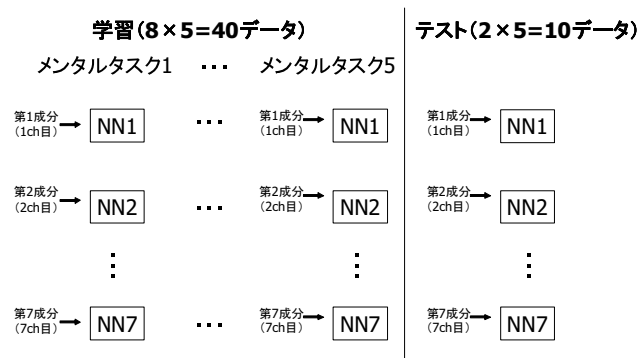 学習(8×5=40データ)
テスト(2×5=10データ)
メンタルタスク1 ・・・ メンタルタスク5
第1成分
(1ch目)
NN1
・・・
第1成分
(1ch目)
NN1
第1成分
(1ch目)
NN1
第2成分
(2ch目)
NN2
・・・
第2成分
(2ch目)
NN2
第2成分
(2ch目)
NN2
第7成分
(7ch目)
NN7
・・・
第7成分
(7ch目)
NN7
第7成分
(7ch目)
NN7